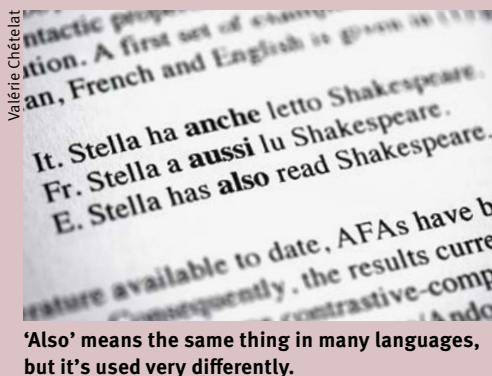 Valérie Chételat
ntactic
ation. A first set of
an, French and English is given in
It. Stella ha anche letto Shakespeare.
Fr. Stella a aussi lu Shakespeare.
E. Stella has also read Shakespeare.
rature available to date, AFAs have b
Consequently, the results curre
contrastive-comp
'Also' means the same thing in many languages,
but it's used very differently.